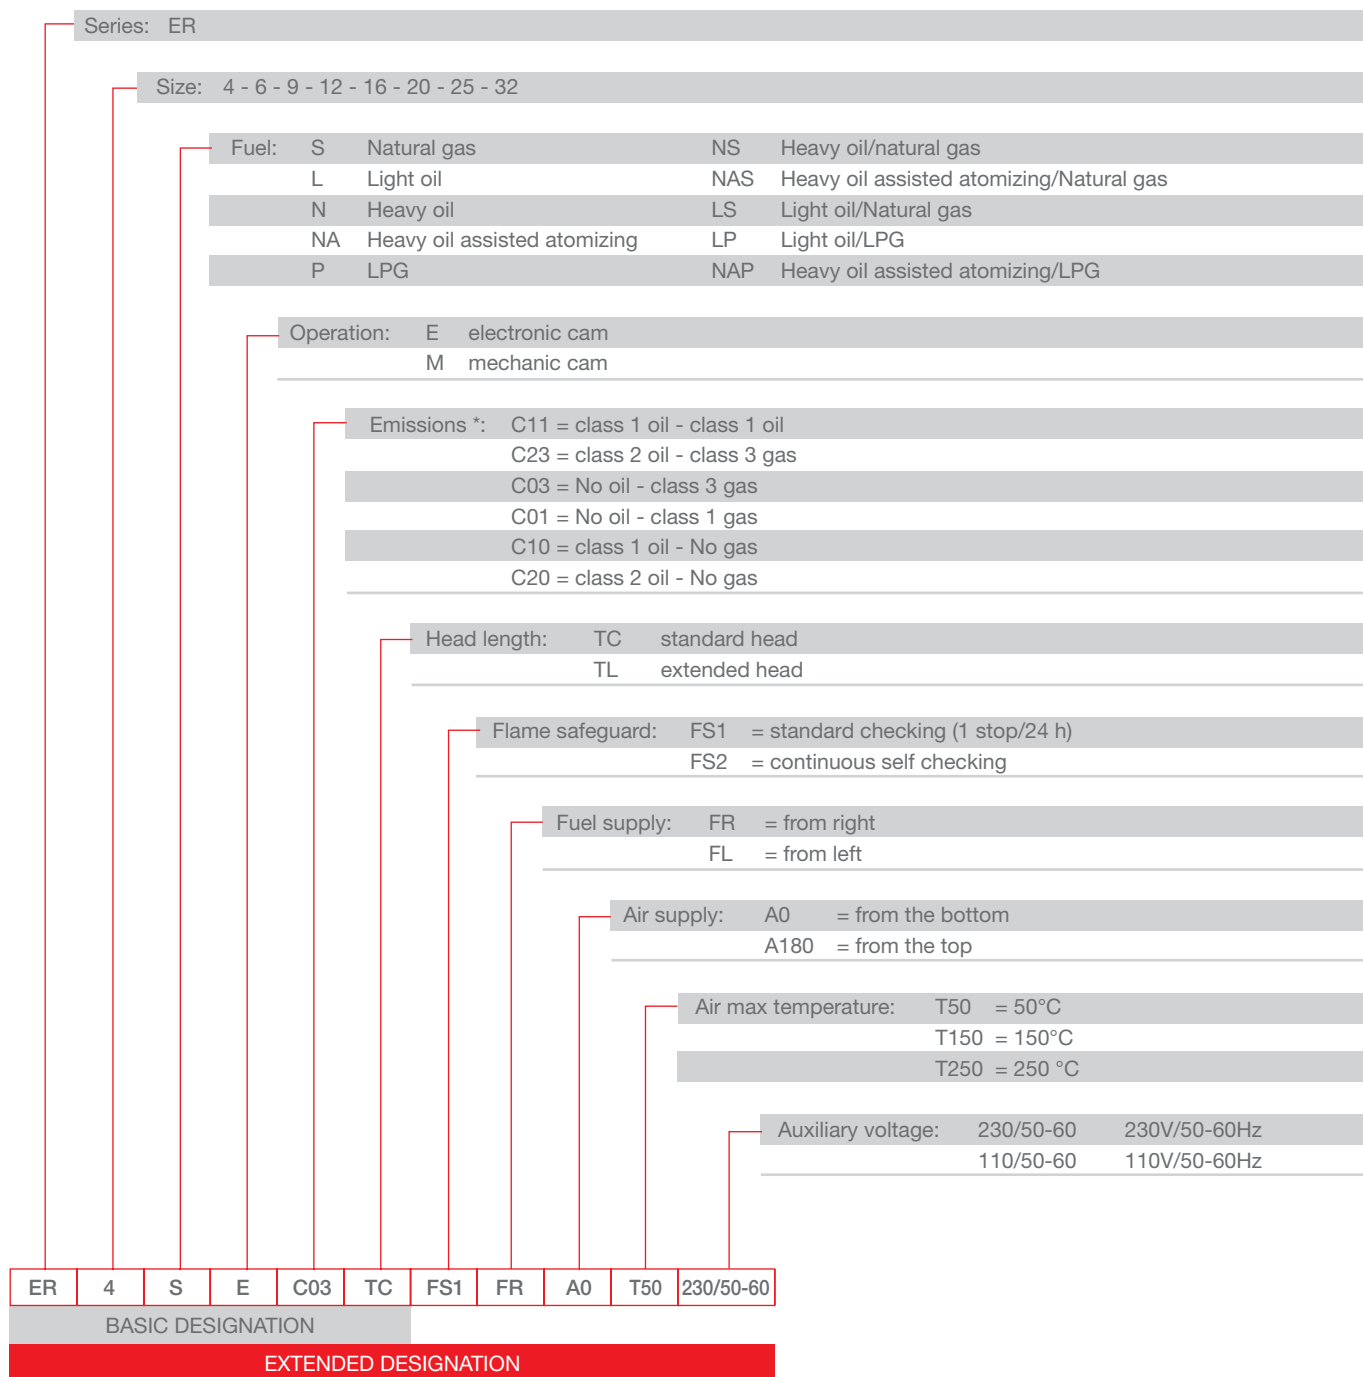 Series: ER
Size: 4 - 6 - 9 - 12 - 16 - 20 - 25 - 32
Fuel: S Natural gas NS Heavy oil/natural gas
L Light oil NAS Heavy oil assisted atomizing/Natural gas
N Heavy oil LS Light oil/Natural gas
NA Heavy oil assisted atomizing LP Light oil/LPG
P LPG NAP Heavy oil assisted atomizing/LPG
Operation: E electronic cam
M mechanic cam
Emissions *: C11 = class 1 oil - class 1 oil
C23 = class 2 oil - class 3 gas
C03 = No oil - class 3 gas
C01 = No oil - class 1 gas
C10 = class 1 oil - No gas
C20 = class 2 oil - No gas
Head length: TC standard head
TL extended head
Flame safeguard: FS1 = standard checking (1 stop/24 h)
FS2 = continuous self checking
Fuel supply: FR = from right
FL = from left
Air supply: A0 = from the bottom
A180 = from the top
Air max temperature: T50 = 50°C
T150 = 150°C
T250 = 250 °C
Auxiliary voltage: 230/50-60 230V/50-60Hz
110/50-60 110V/50-60Hz
ER 4 S E C03 TC FS1 FR A0 T50 230/50-60
BASIC DESIGNATION
EXTENDED DESIGNATION